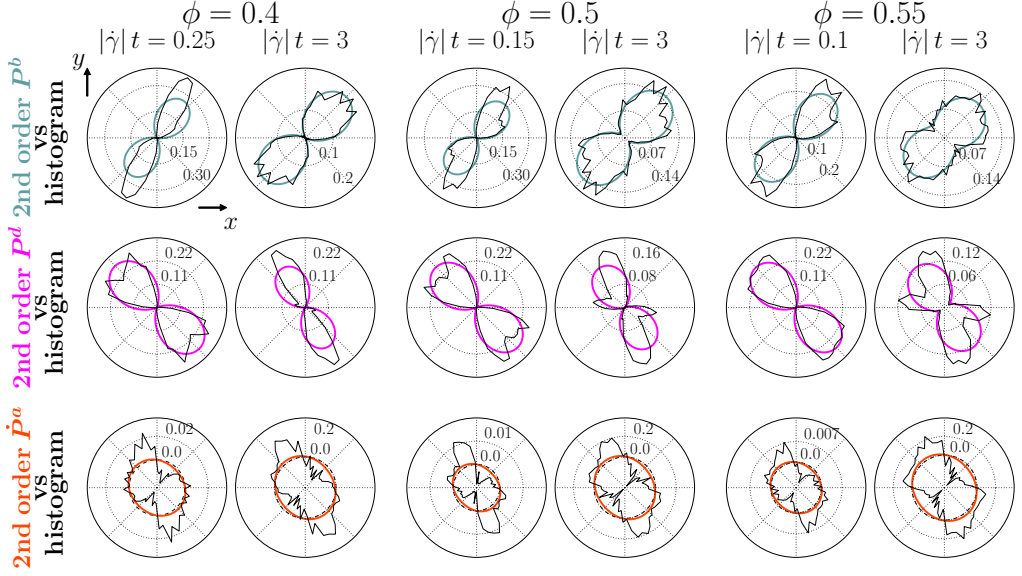 ϕ = 0.4 ϕ = 0.5 ϕ = 0.55
|γ̇| t = 0.25 |γ̇| t = 3 |γ̇| t = 0.15 |γ̇| t = 3 |γ̇| t = 0.1 |γ̇| t = 3
y
2nd order P^b
vs
histogram
0.15 0.1 0.15 0.07 0.1 0.07
0.30 0.2 0.30 0.14 0.2 0.14
x
2nd order P^d
vs
histogram
0.22 0.22 0.22 0.16 0.22 0.12
0.11 0.11 0.11 0.08 0.11 0.06
2nd order Ṗ^a
vs
histogram
0.02 0.2 0.01 0.2 0.007 0.2
0.0 0.0 0.0 0.0 0.0 0.0